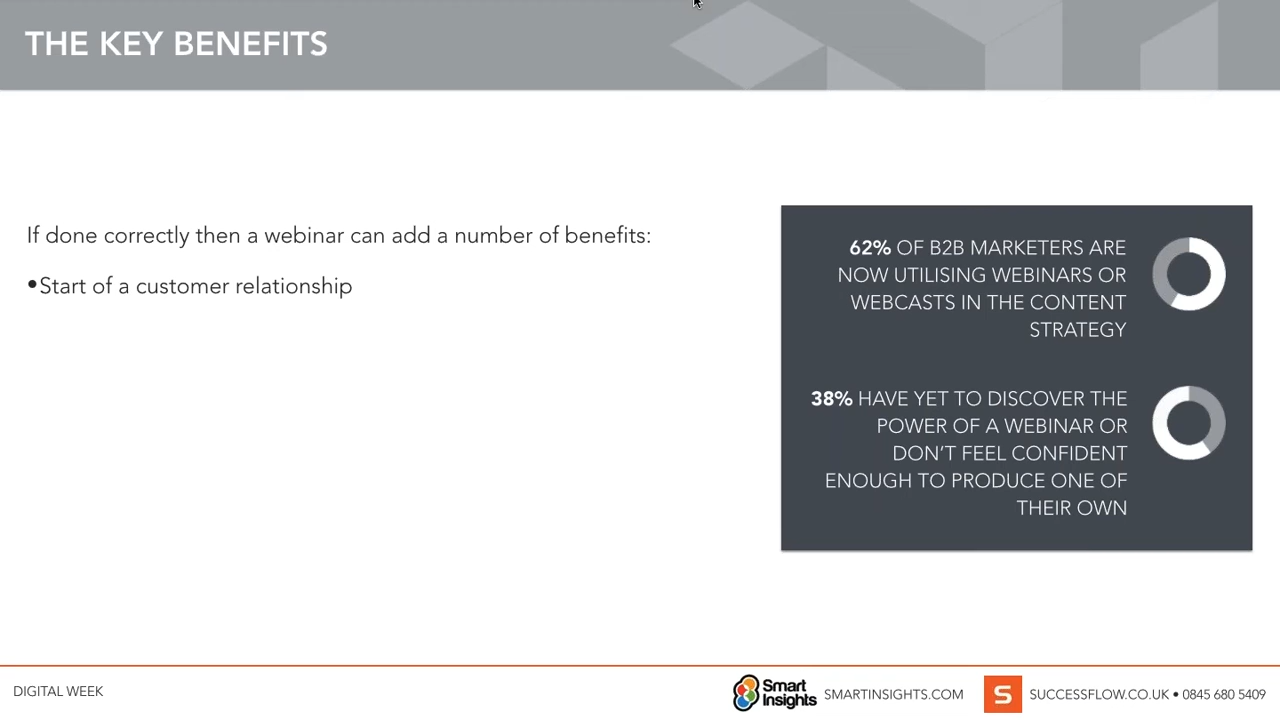 THE KEY BENEFITS
If done correctly then a webinar can add a number of benefits:
•Start of a customer relationship
62% OF B2B MARKETERS ARE
NOW UTILISING WEBINARS OR
WEBCASTS IN THE CONTENT
STRATEGY
38% HAVE YET TO DISCOVER THE
POWER OF A WEBINAR OR
DON'T FEEL CONFIDENT
ENOUGH TO PRODUCE ONE OF
THEIR OWN
DIGITAL WEEK
Smart
Insights
SMARTINSIGHTS.COM
S
SUCCESSFLOW.CO.UK • 0845 680 5409